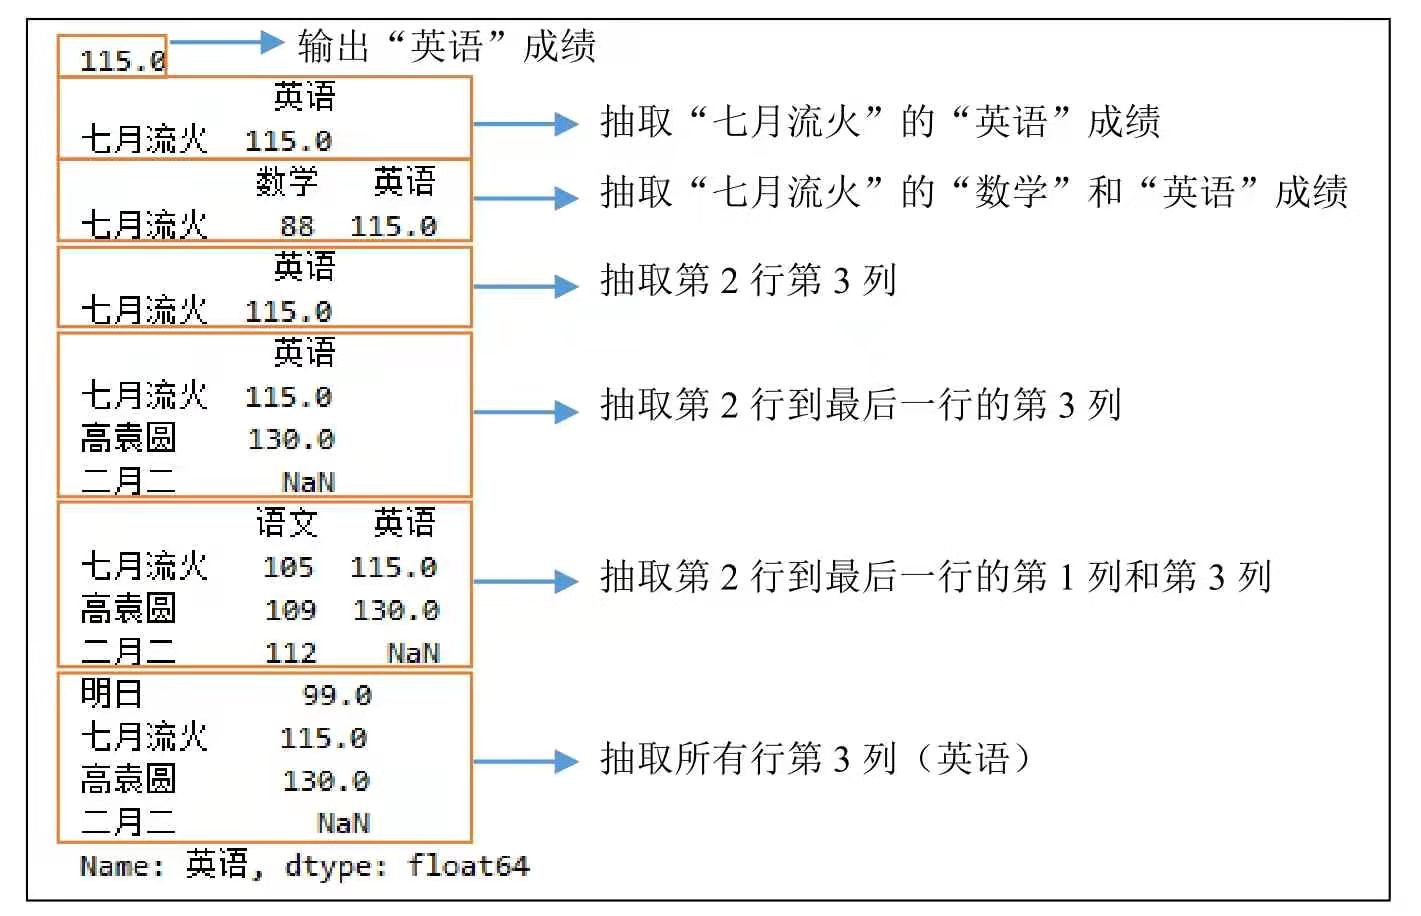 115.0 输出“英语”成绩
英语
七月流火 115.0
抽取“七月流火”的“英语”成绩
数学 英语
七月流火 88 115.0
抽取“七月流火”的“数学”和“英语”成绩
英语
七月流火 115.0
抽取第 2 行第 3 列
英语
七月流火 115.0
高袁圆 130.0
二月二 NaN
抽取第 2 行到最后一行的第 3 列
语文 英语
七月流火 105 115.0
高袁圆 109 130.0
二月二 112 NaN
抽取第 2 行到最后一行的第 1 列和第 3 列
明日 99.0
七月流火 115.0
高袁圆 130.0
二月二 NaN
抽取所有行第 3 列（英语）
Name: 英语, dtype: float64